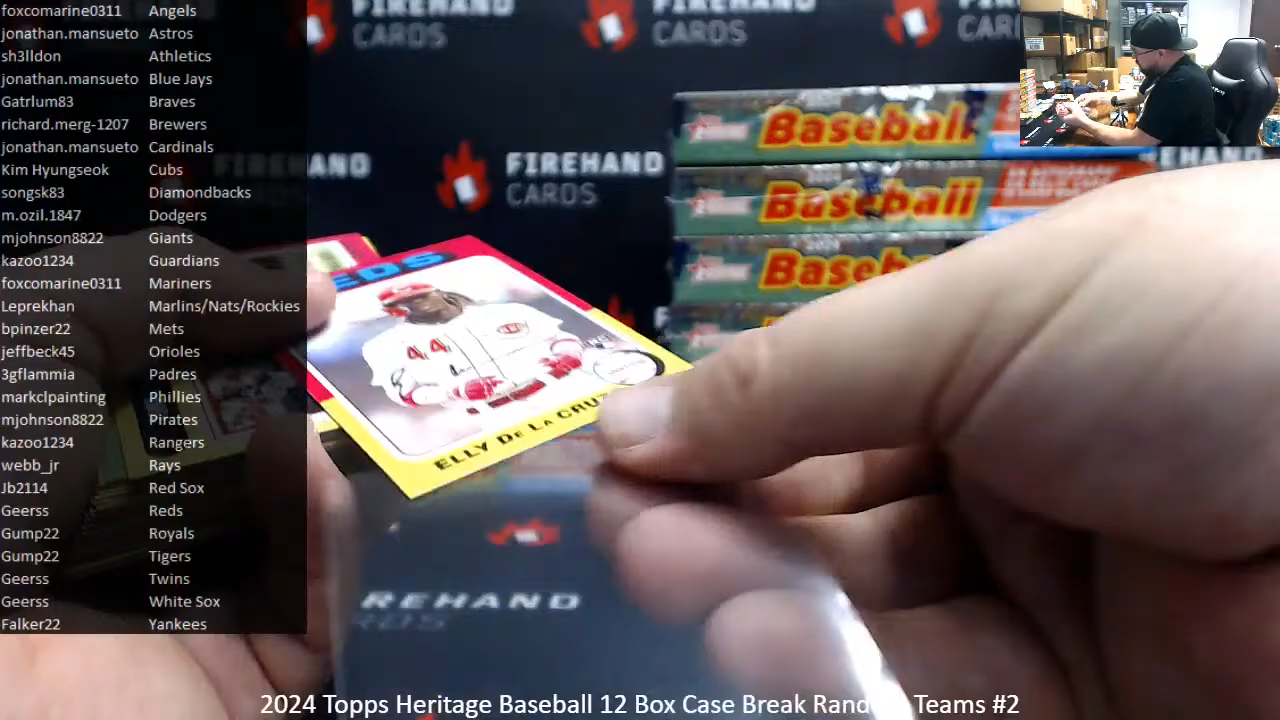 foxcomarine0311 Angels
jonathan.mansueto Astros
sh3lldon Athletics
jonathan.mansueto Blue Jays
Gatrlum83 Braves
richard.merg-1207 Brewers
jonathan.mansueto Cardinals
Kim Hyungseok Cubs
songsk83 Diamondbacks
m.ozil.1847 Dodgers
mjohnson8822 Giants
kazoo1234 Guardians
foxcomarine0311 Mariners
Leprekhan Marlins/Nats/Rockies
bpinzer22 Mets
jeffbeck45 Orioles
3gflammia Padres
markclpainting Phillies
mjohnson8822 Pirates
kazoo1234 Rangers
webb_jr Rays
Jb2114 Red Sox
Geerss Reds
Gump22 Royals
Gump22 Tigers
Geerss Twins
Geerss White Sox
Falker22 Yankees
FIREHAND
CARDS
FIREHAND
CARDS
FIREHAND
CARDS
Baseball
Baseball
Baseb
EDS
44
ELLY DE LA CRUZ
REHAND
2024 Topps Heritage Baseball 12 Box Case Break Rand Teams #2